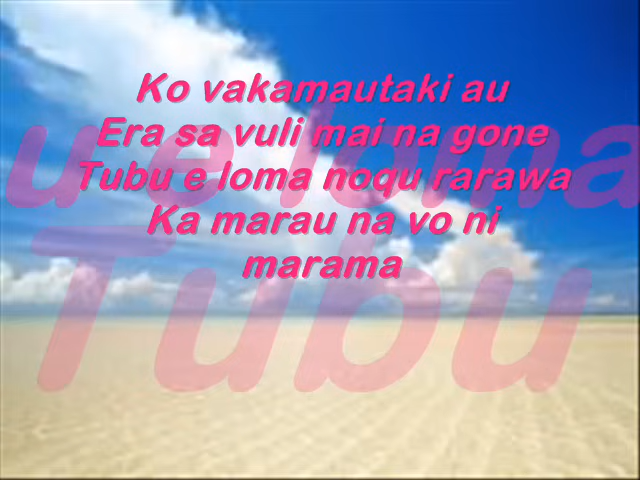 Ko vakamautaki au
Era sa vuli mai na gone
Tubu e loma noqu rarawa
Ka marau na vo ni
marama
u e loma
Tubu